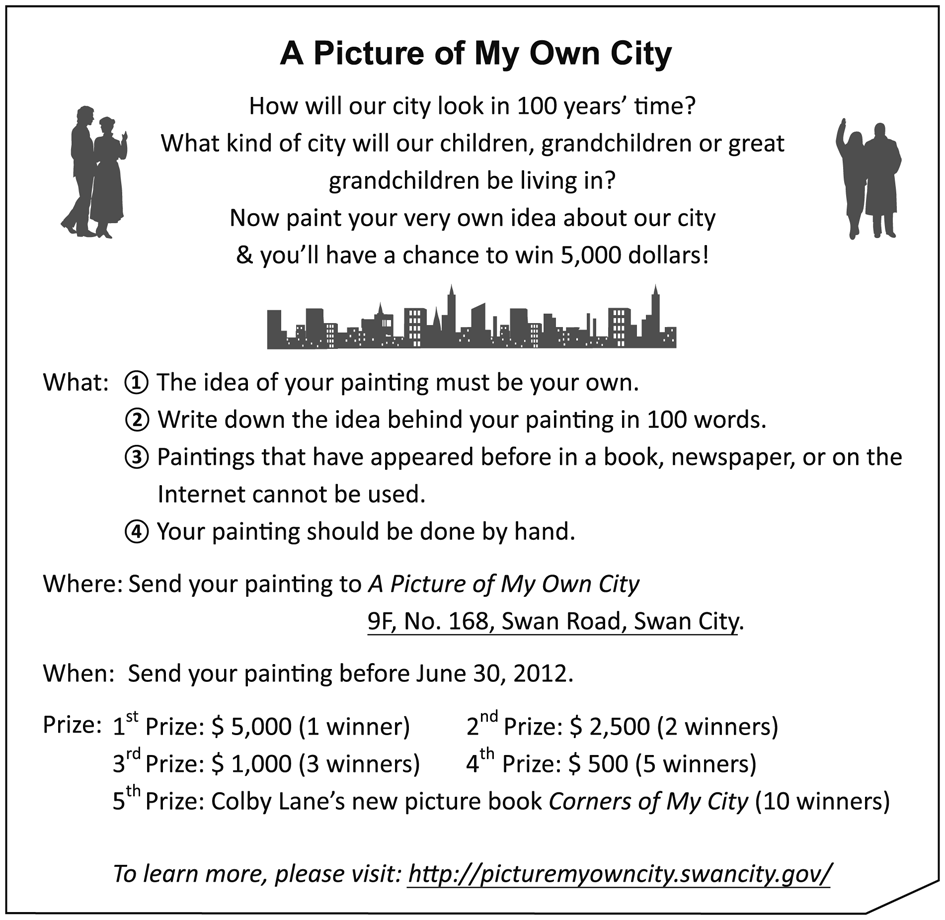 A Picture of My Own City
How will our city look in 100 years’ time?
What kind of city will our children, grandchildren or great
grandchildren be living in?
Now paint your very own idea about our city
& you’ll have a chance to win 5,000 dollars!
What: ① The idea of your painting must be your own.
② Write down the idea behind your painting in 100 words.
③ Paintings that have appeared before in a book, newspaper, or on the
Internet cannot be used.
④ Your painting should be done by hand.
Where: Send your painting to A Picture of My Own City
9F, No. 168, Swan Road, Swan City.
When: Send your painting before June 30, 2012.
Prize: 1st Prize: $ 5,000 (1 winner) 2nd Prize: $ 2,500 (2 winners)
3rd Prize: $ 1,000 (3 winners) 4th Prize: $ 500 (5 winners)
5th Prize: Colby Lane’s new picture book Corners of My City (10 winners)
To learn more, please visit: http://picturemyowncity.swancity.gov/